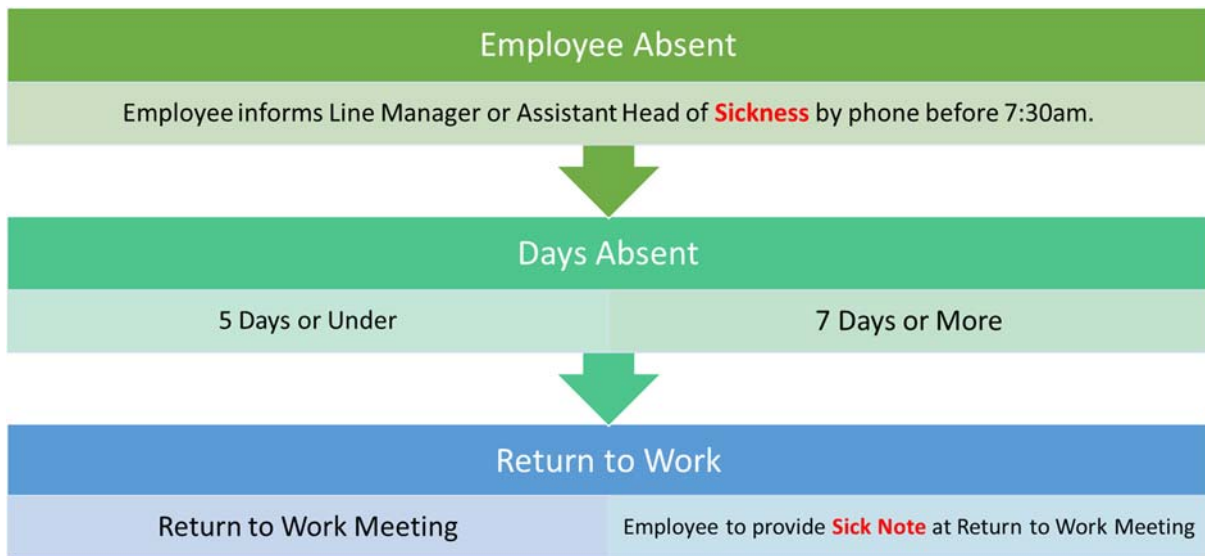 Employee Absent
Employee informs Line Manager or Assistant Head of Sickness by phone before 7:30am.
Days Absent
5 Days or Under
7 Days or More
Return to Work
Return to Work Meeting
Employee to provide Sick Note at Return to Work Meeting